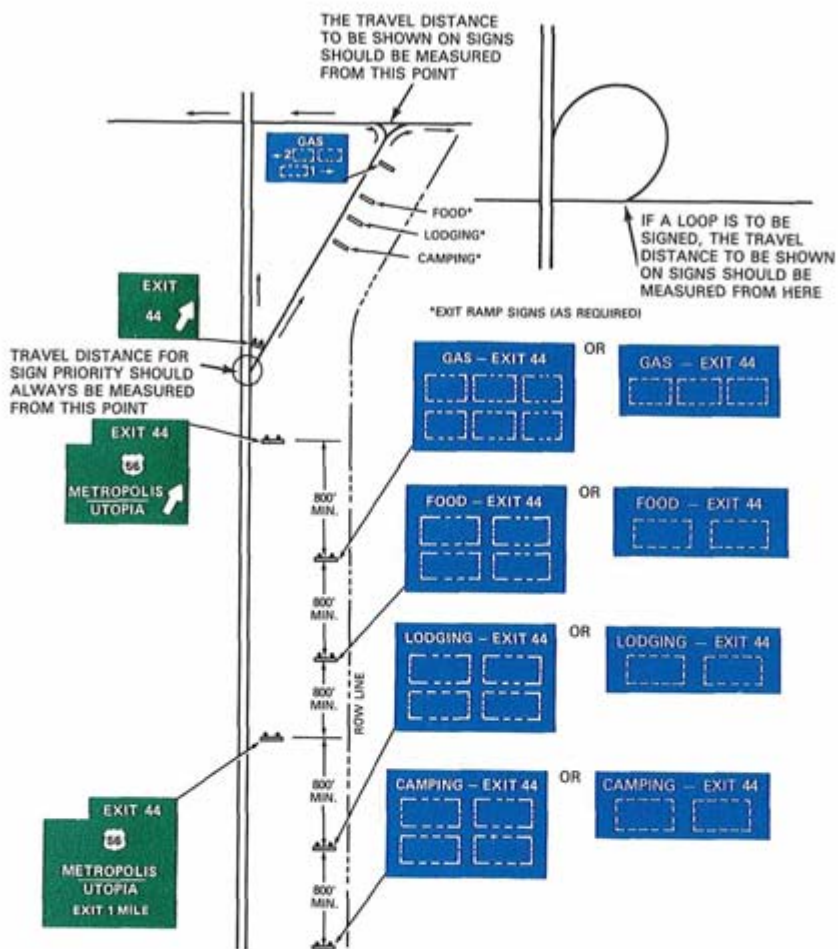 THE TRAVEL DISTANCE
TO BE SHOWN ON SIGNS
SHOULD BE MEASURED
FROM THIS POINT
GAS
2
1
FOOD*
LODGING*
CAMPING*
IF A LOOP IS TO BE
SIGNED, THE TRAVEL
DISTANCE TO BE SHOWN
ON SIGNS SHOULD BE
MEASURED FROM HERE
*EXIT RAMP SIGNS (AS REQUIRED)
EXIT
44
TRAVEL DISTANCE FOR
SIGN PRIORITY SHOULD
ALWAYS BE MEASURED
FROM THIS POINT
GAS – EXIT 44
OR
GAS – EXIT 44
EXIT 44
56
METROPOLIS
UTOPIA
800'
MIN.
FOOD – EXIT 44
OR
FOOD – EXIT 44
800'
MIN.
LODGING – EXIT 44
OR
LODGING – EXIT 44
800'
MIN.
ROW LINE
800'
MIN.
CAMPING – EXIT 44
OR
CAMPING – EXIT 44
EXIT 44
56
METROPOLIS
UTOPIA
EXIT 1 MILE
800'
MIN.